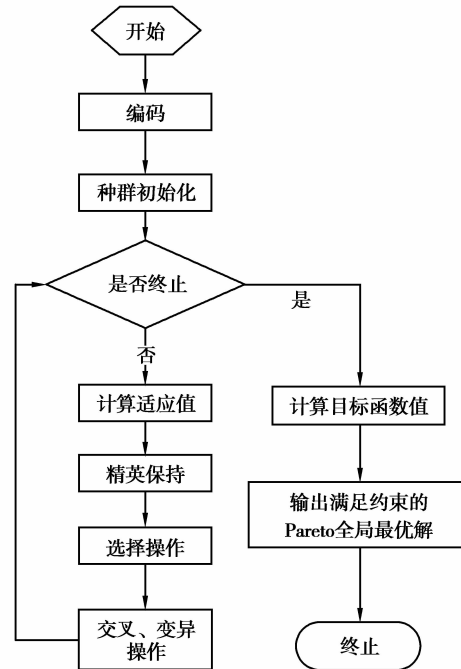 开始
编码
种群初始化
是否终止
是
否
计算适应值
计算目标函数值
精英保持
输出满足约束的
Pareto全局最优解
选择操作
交叉、变异
操作
终止